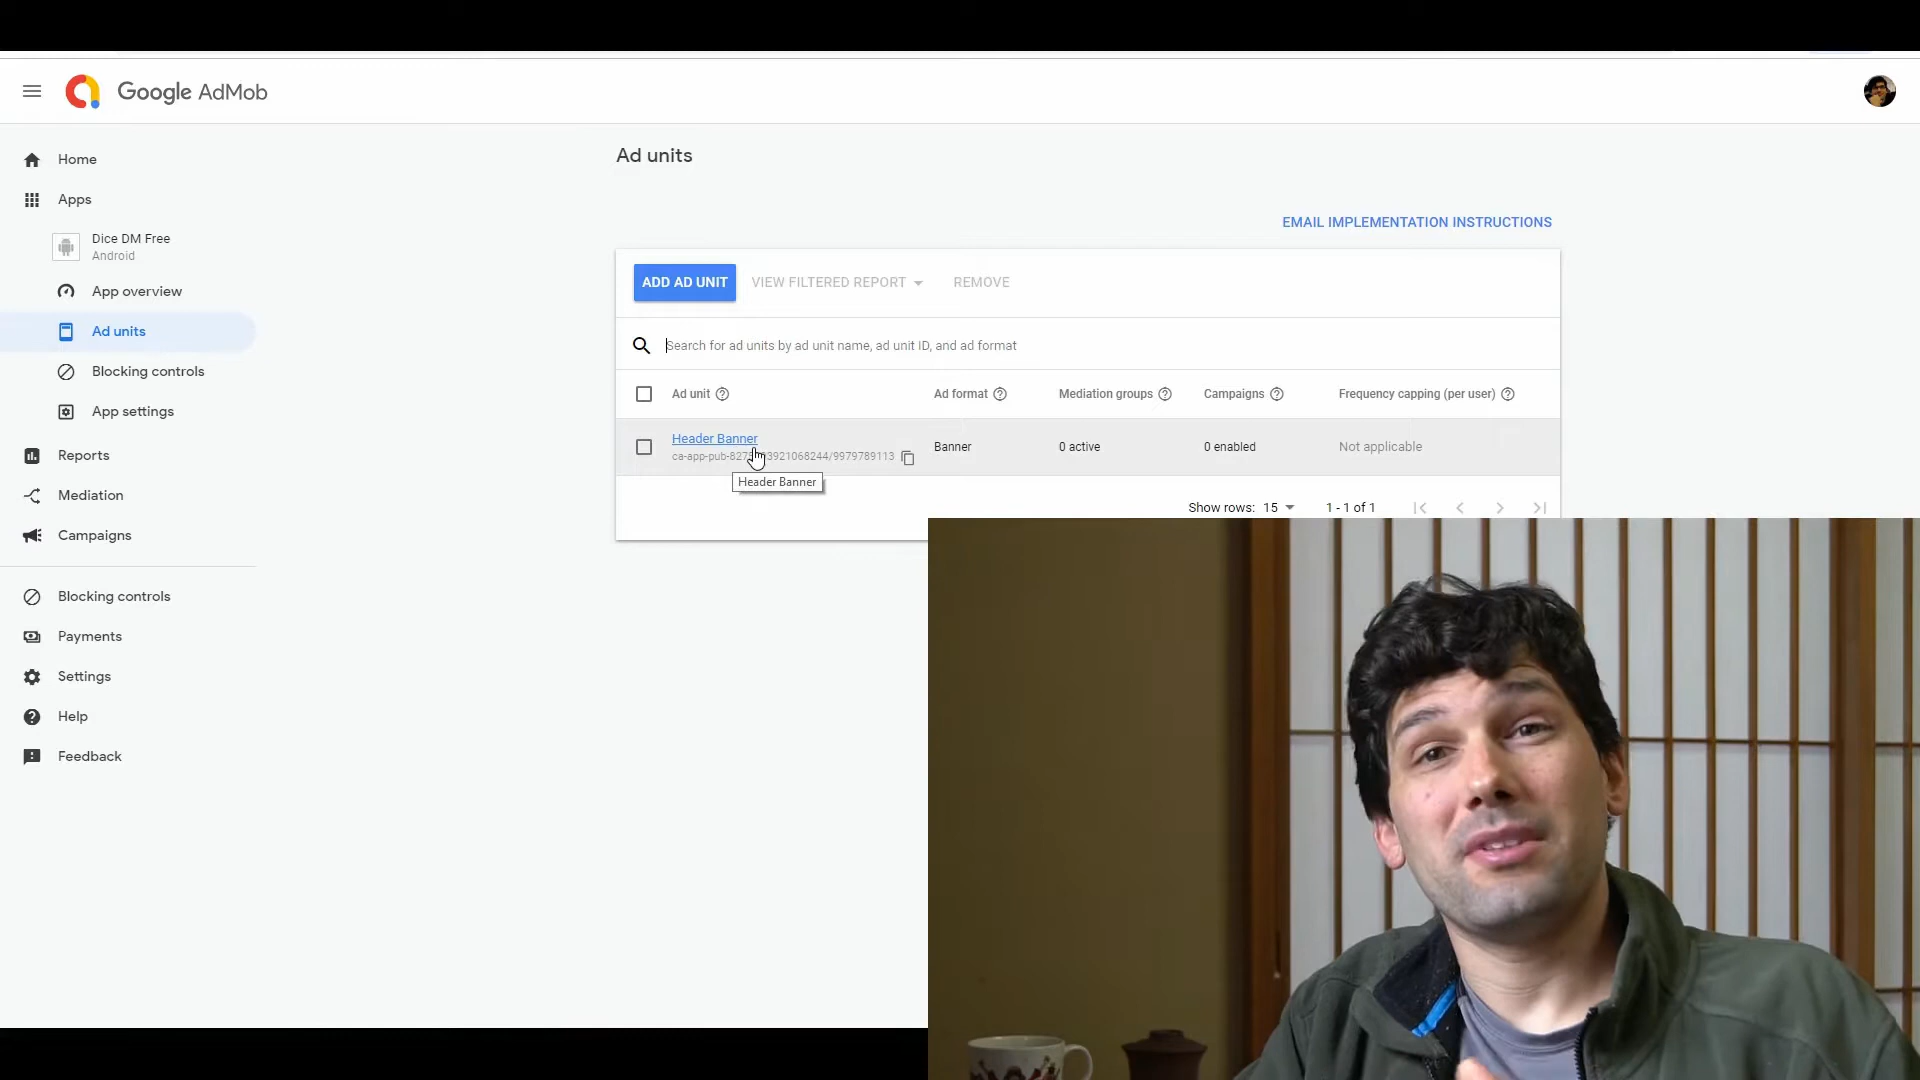 Google AdMob
Home
Apps
Dice DM Free
Android
App overview
Ad units
Blocking controls
App settings
Reports
Mediation
Campaigns
Blocking controls
Payments
Settings
Help
Feedback
Ad units
EMAIL IMPLEMENTATION INSTRUCTIONS
ADD AD UNIT VIEW FILTERED REPORT REMOVE
Search for ad units by ad unit name, ad unit ID, and ad format
Ad unit Ad format Mediation groups Campaigns Frequency capping (per user)
Header Banner Banner 0 active 0 enabled Not applicable
3921068244/9979789113
Header Banner
Show rows: 15 1 - 1 of 1